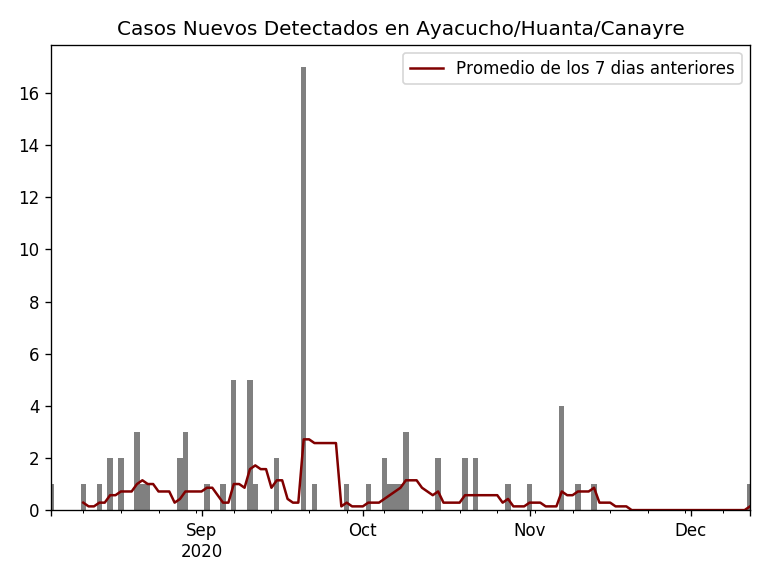 Casos Nuevos Detectados en Ayacucho/Huanta/Canayre
Promedio de los 7 dias anteriores
16
14
12
10
8
6
4
2
0
Sep
2020
Oct
Nov
Dec